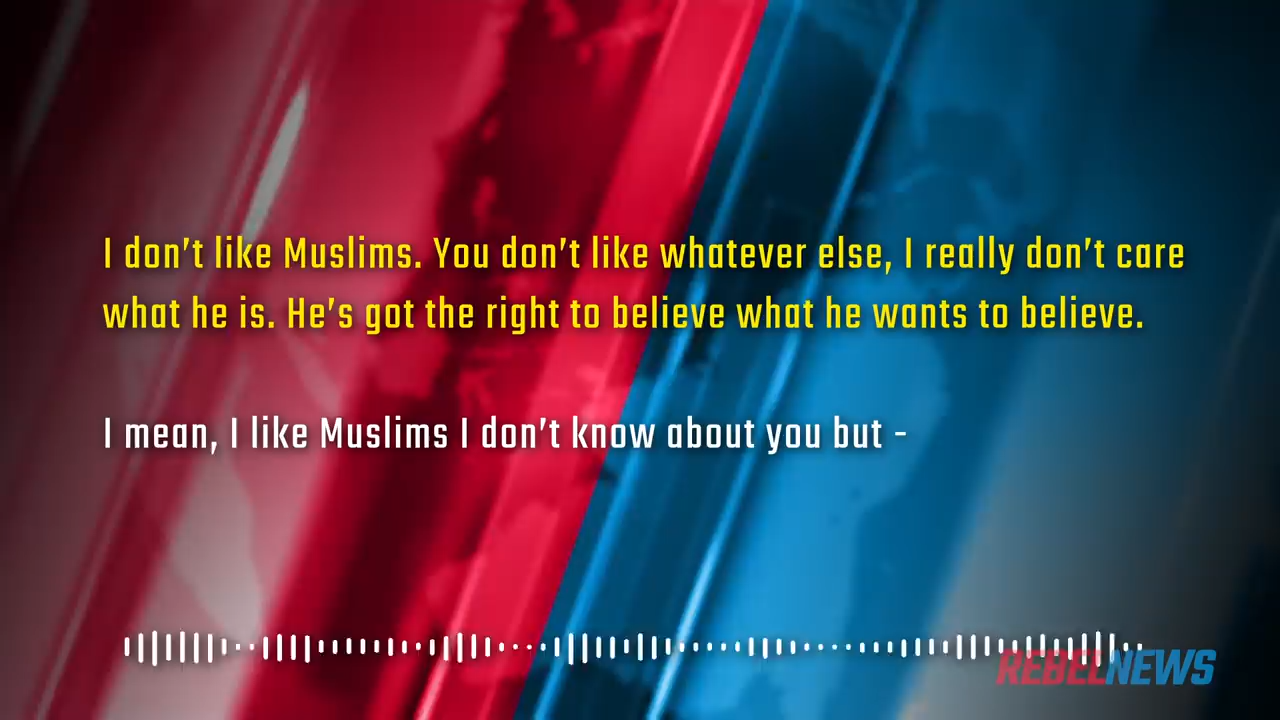 I don't like Muslims. You don't like whatever else, I really don't care
what he is. He's got the right to believe what he wants to believe.
I mean, I like Muslims I don't know about you but -
REBELNEWS